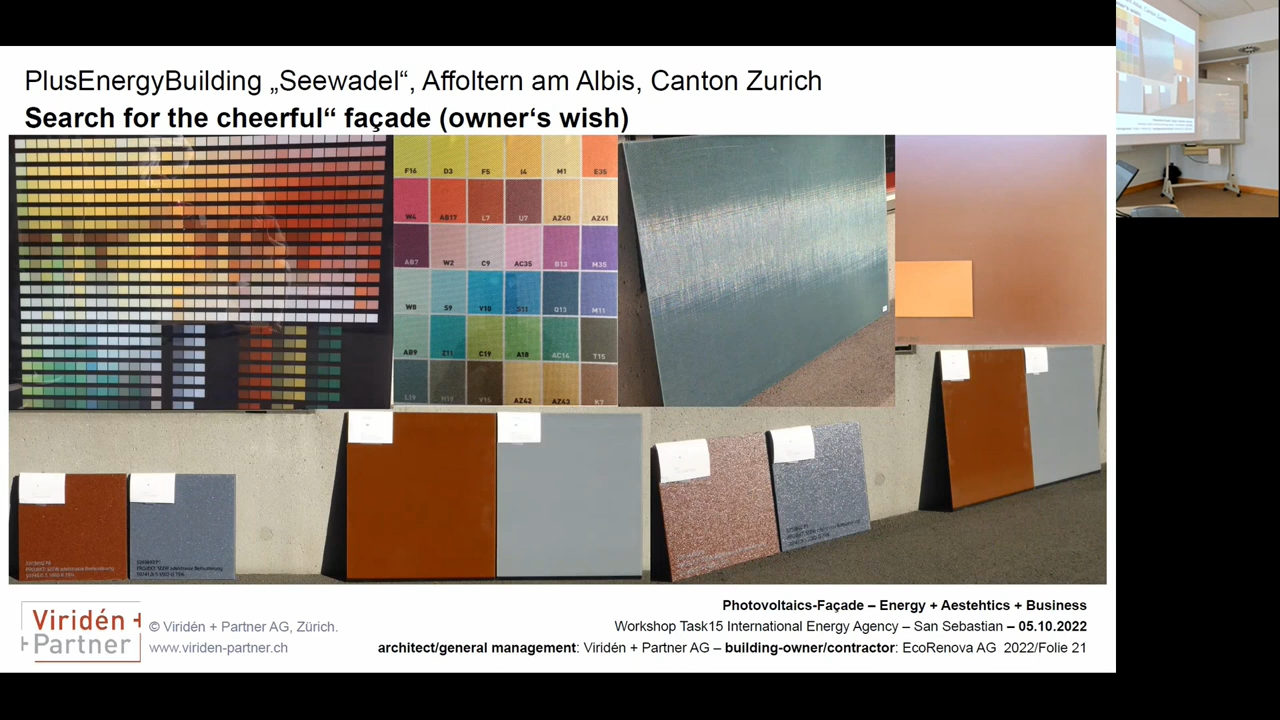 PlusEnergyBuilding „Seewadel“, Affoltern am Albis, Canton Zurich
Search for the cheerful“ façade (owner‘s wish)
F16 D3 F5 I4 M1 E35
W4 AB17 L7 U7 AZ40 AZ41
AB7 W2 C9 AC35 B13 M35
W8 S9 V10 S11 Q13 M11
AB9 Z11 C19 A18 AC14 T15
AZ42 AZ43 K7
Viridén +
+ Partner
© Viridén + Partner AG, Zürich.
www.viriden-partner.ch
Photovoltaics-Façade – Energy + Aestehtics + Business
Workshop Task15 International Energy Agency – San Sebastian – 05.10.2022
architect/general management: Viridén + Partner AG – building-owner/contractor: EcoRenova AG 2022/Folie 21